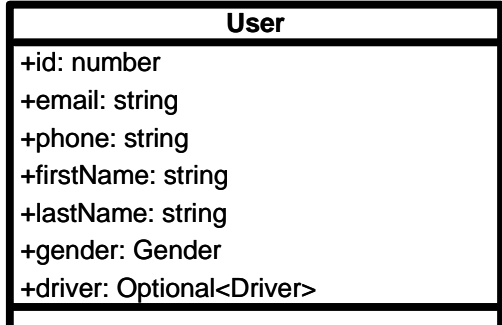 User
+id: number
+email: string
+phone: string
+firstName: string
+lastName: string
+gender: Gender
+driver: Optional<Driver>